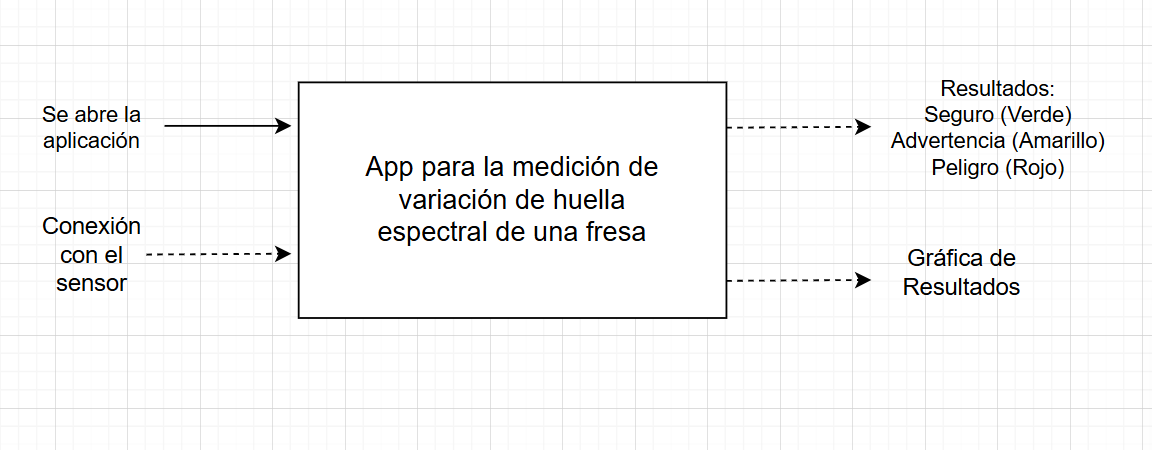 Se abre la
aplicación
Conexión
con el
sensor
App para la medición de
variación de huella
espectral de una fresa
Resultados:
Seguro (Verde)
Advertencia (Amarillo)
Peligro (Rojo)
Gráfica de
Resultados